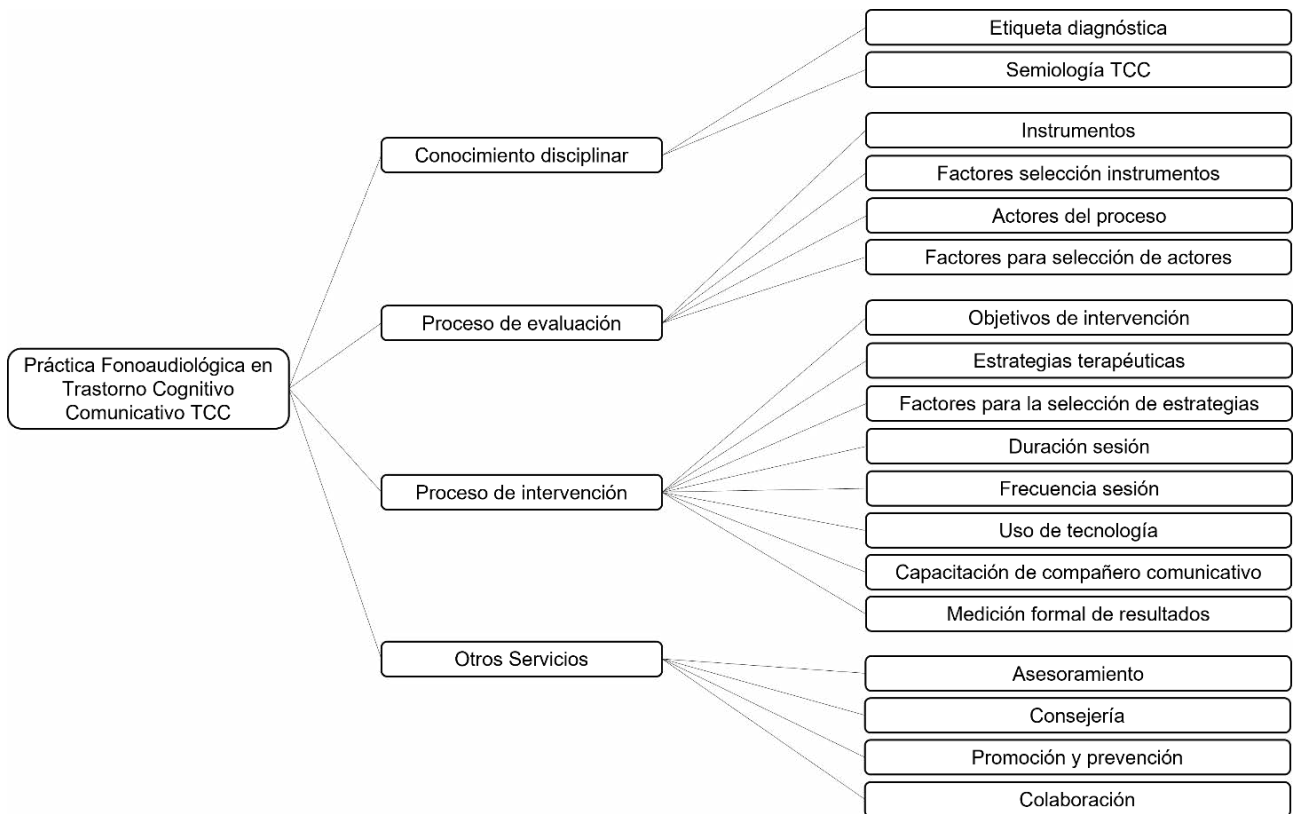 Práctica Fonoaudiológica en
Trastorno Cognitivo
Comunicativo TCC
Conocimiento disciplinar
Etiqueta diagnóstica
Semiología TCC
Proceso de evaluación
Instrumentos
Factores selección instrumentos
Actores del proceso
Factores para selección de actores
Proceso de intervención
Objetivos de intervención
Estrategias terapéuticas
Factores para la selección de estrategias
Duración sesión
Frecuencia sesión
Uso de tecnología
Capacitación de compañero comunicativo
Medición formal de resultados
Otros Servicios
Asesoramiento
Consejería
Promoción y prevención
Colaboración